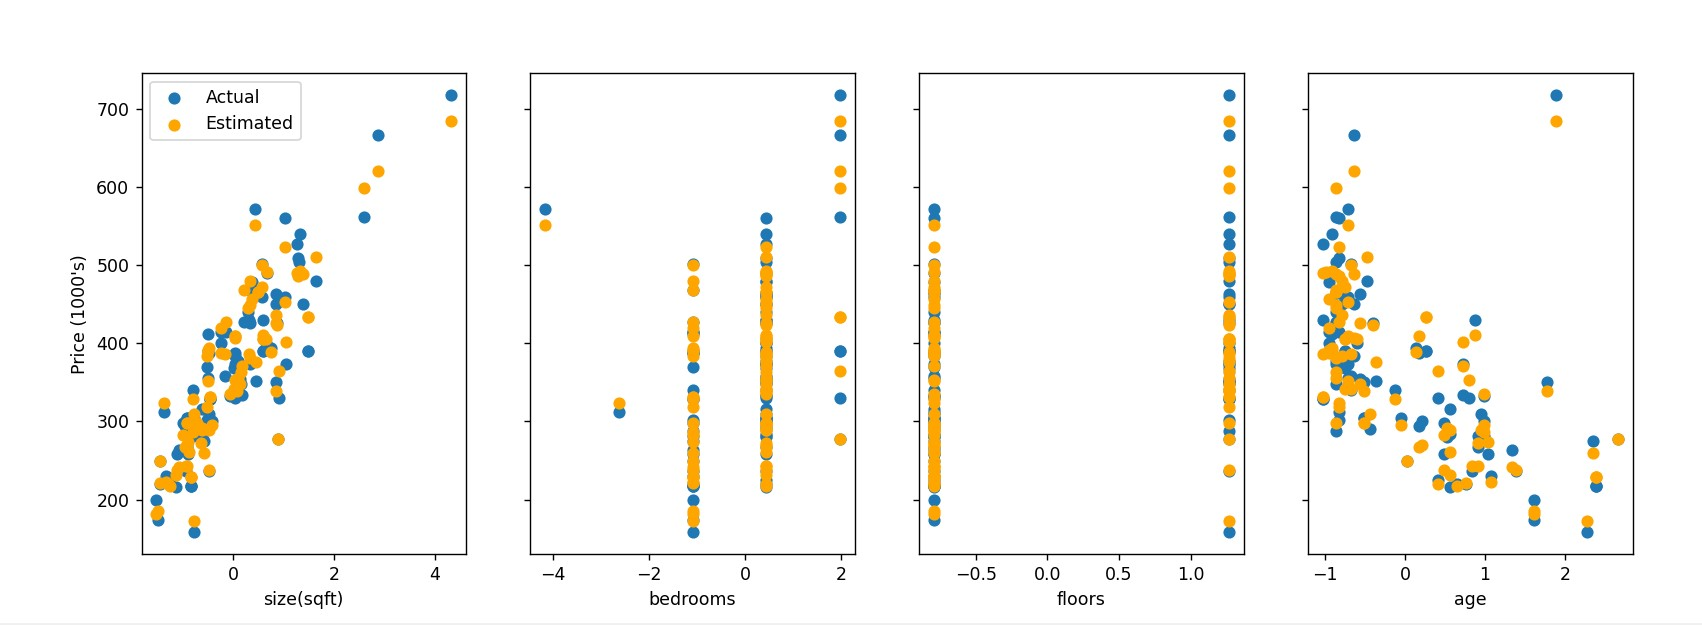 Actual
Estimated
Price (1000's)
700
600
500
400
300
200
0 2 4
size(sqft)
−4 −2 0 2
bedrooms
−0.5 0.0 0.5 1.0
floors
−1 0 1 2
age